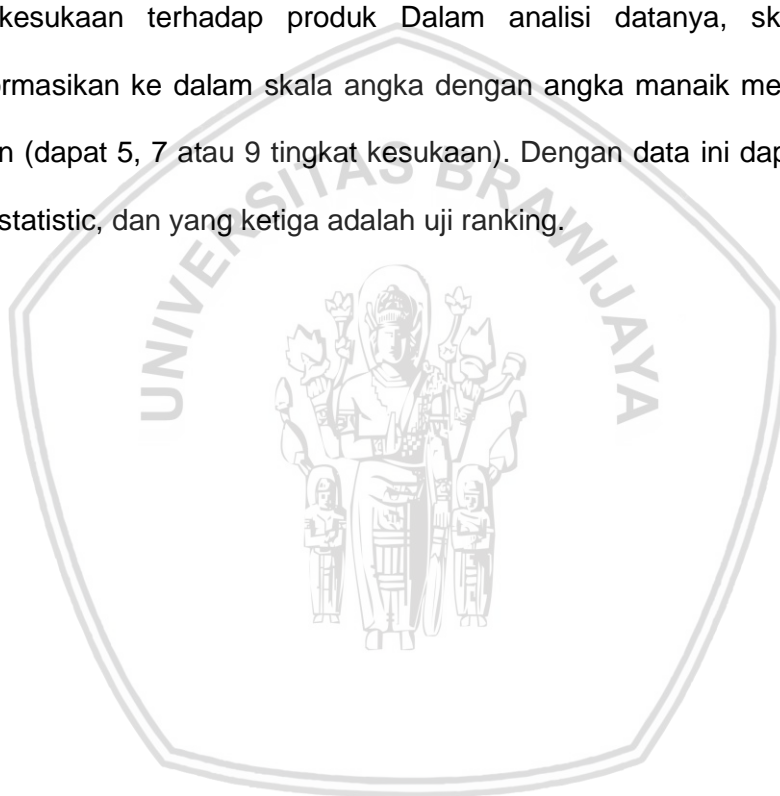 kesukaan terhadap produk Dalam analisi datanya, sk
ormasikan ke dalam skala angka dengan angka manaik me
n (dapat 5, 7 atau 9 tingkat kesukaan). Dengan data ini dap
statistic, dan yang ketiga adalah uji ranking.
UNIVERSITAS BRAWIJAYA